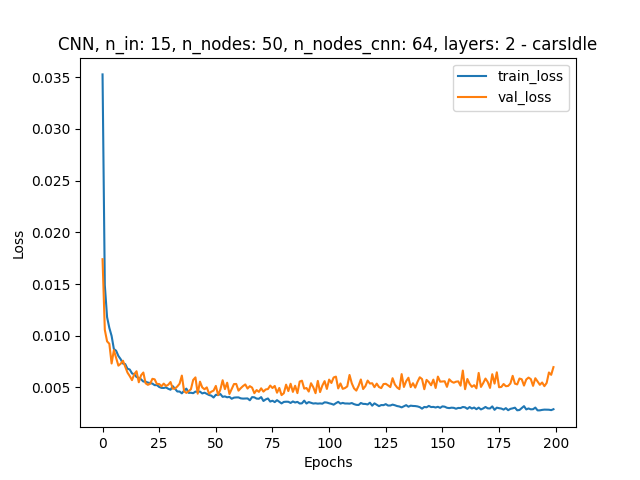 CNN, n_in: 15, n_nodes: 50, n_nodes_cnn: 64, layers: 2 - carsIdle
train_loss
val_loss
0.035
0.030
0.025
0.020
0.015
0.010
0.005
Loss
0 25 50 75 100 125 150 175 200
Epochs